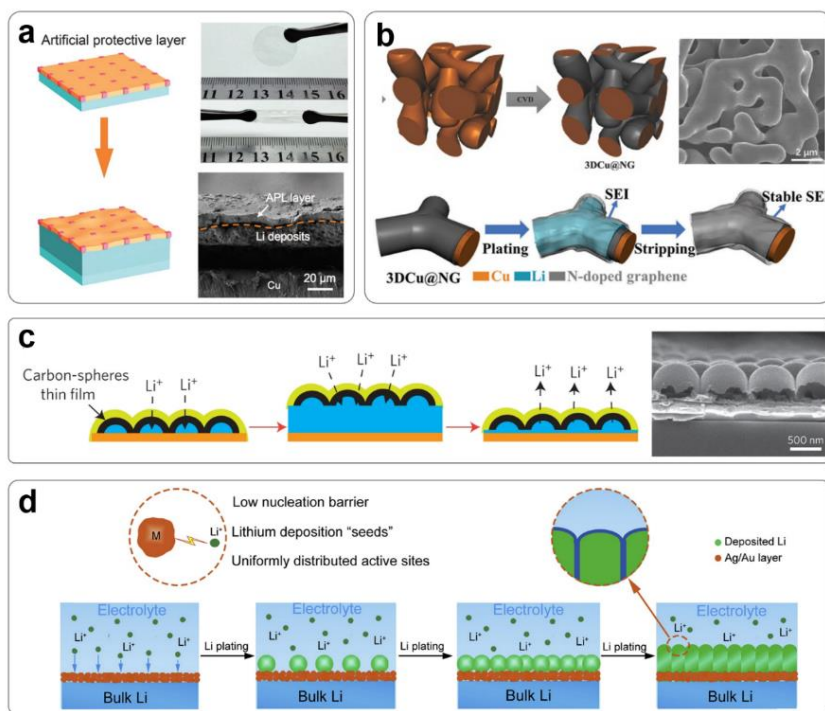 a
Artificial protective layer
11 12 13 14 15 16
11 12 13 14 15 16
APL layer
Li deposits
Cu
20 μm
b
CVD
3DCu@NG
2 μm
SEI
Stable SE
Plating
Stripping
3DCu@NG
Cu Li N-doped graphene
c
Carbon-spheres
thin film
Li⁺ Li⁺
Li⁺ Li⁺ Li⁺
Li⁺ Li⁺ Li⁺
500 nm
d
Low nucleation barrier
M Li⁺
Lithium deposition “seeds”
Uniformly distributed active sites
Deposited Li
Ag/Au layer
Electrolyte
Li⁺ Li⁺
Bulk Li
Li plating
Electrolyte
Li⁺ Li⁺
Bulk Li
Li plating
Electrolyte
Li⁺ Li⁺
Bulk Li
Li plating
Electrolyte
Li⁺ Li⁺
Bulk Li